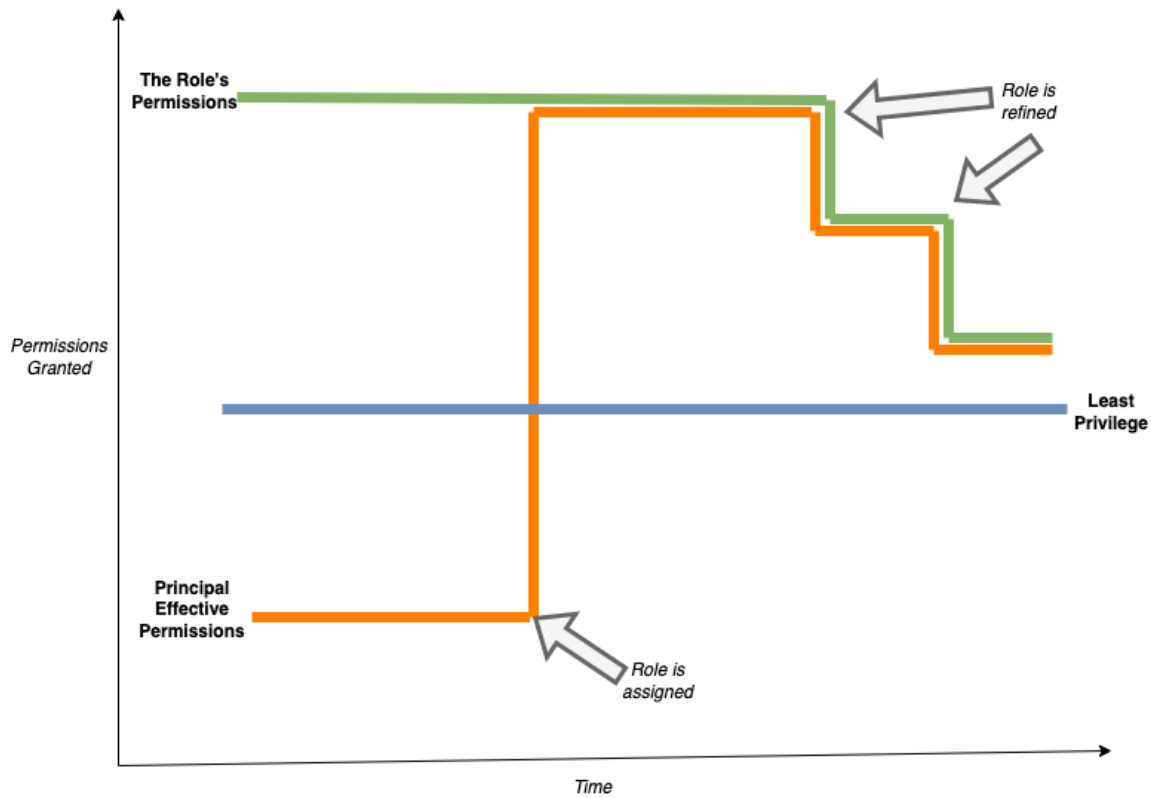 The Role's
Permissions
Role is
refined
Permissions
Granted
Least
Privilege
Principal
Effective
Permissions
Role is
assigned
Time